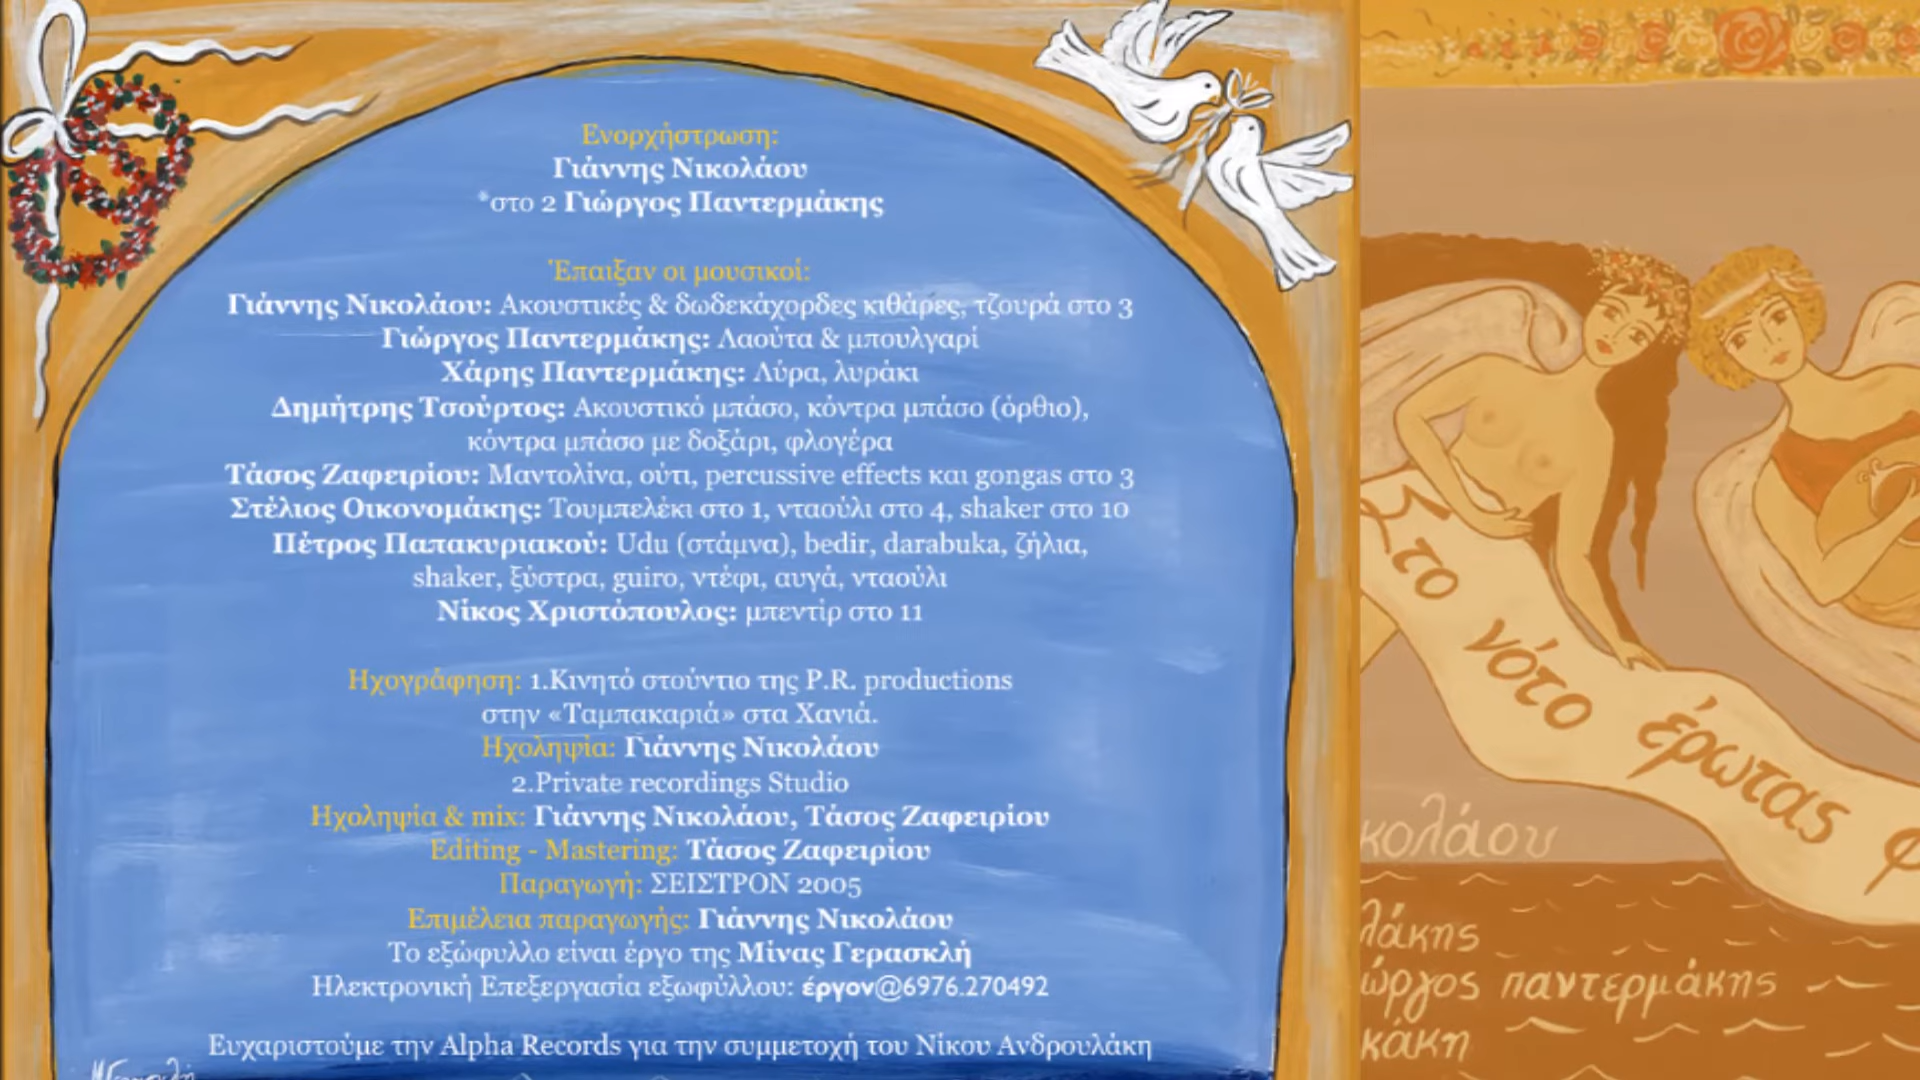 Ενορχήστρωση:
Γιάννης Νικολάου
*στο 2 Γιώργος Παντερμάκης
Έπαιξαν οι μουσικοί:
Γιάννης Νικολάου: Ακουστικές & δωδεκάχορδες κιθάρες, τζουρά στο 3
Γιώργος Παντερμάκης: Λαούτα & μπουλγαρί
Χάρης Παντερμάκης: Λύρα, λυράκι
Δημήτρης Τσούρτος: Ακουστικό μπάσο, κόντρα μπάσο (όρθιο),
κόντρα μπάσο με δοξάρι, φλογέρα
Τάσος Ζαφειρίου: Μαντολίνα, ούτι, percussive effects και gongas στο 3
Στέλιος Οικονομάκης: Τουμπελέκι στο 1, νταούλι στο 4, shaker στο 10
Πέτρος Παπακυριακού: Udu (στάμνα), bedir, darabuka, ζήλια,
shaker, ξύστρα, guiro, ντέφι, αυγά, νταούλι
Νίκος Χριστόπουλος: μπεντίρ στο 11
Ηχογράφηση: 1.Κινητό στούντιο της P.R. productions
στην «Ταμπακαριά» στα Χανιά.
Ηχοληψία: Γιάννης Νικολάου
2.Private recordings Studio
Ηχοληψία & mix: Γιάννης Νικολάου, Τάσος Ζαφειρίου
Editing - Mastering: Τάσος Ζαφειρίου
Παραγωγή: ΣΕΙΣΤΡΟΝ 2005
Επιμέλεια παραγωγής: Γιάννης Νικολάου
Το εξώφυλλο είναι έργο της Μίνας Γερασκλή
Ηλεκτρονική Επεξεργασία εξωφύλλου: έργον@6976.270492
Ευχαριστούμε την Alpha Records για την συμμετοχή του Νίκου Ανδρουλάκη
Στο νότο έρωτας φ
κολάου
λάκης
ώργος παντερμάκης
κάκη